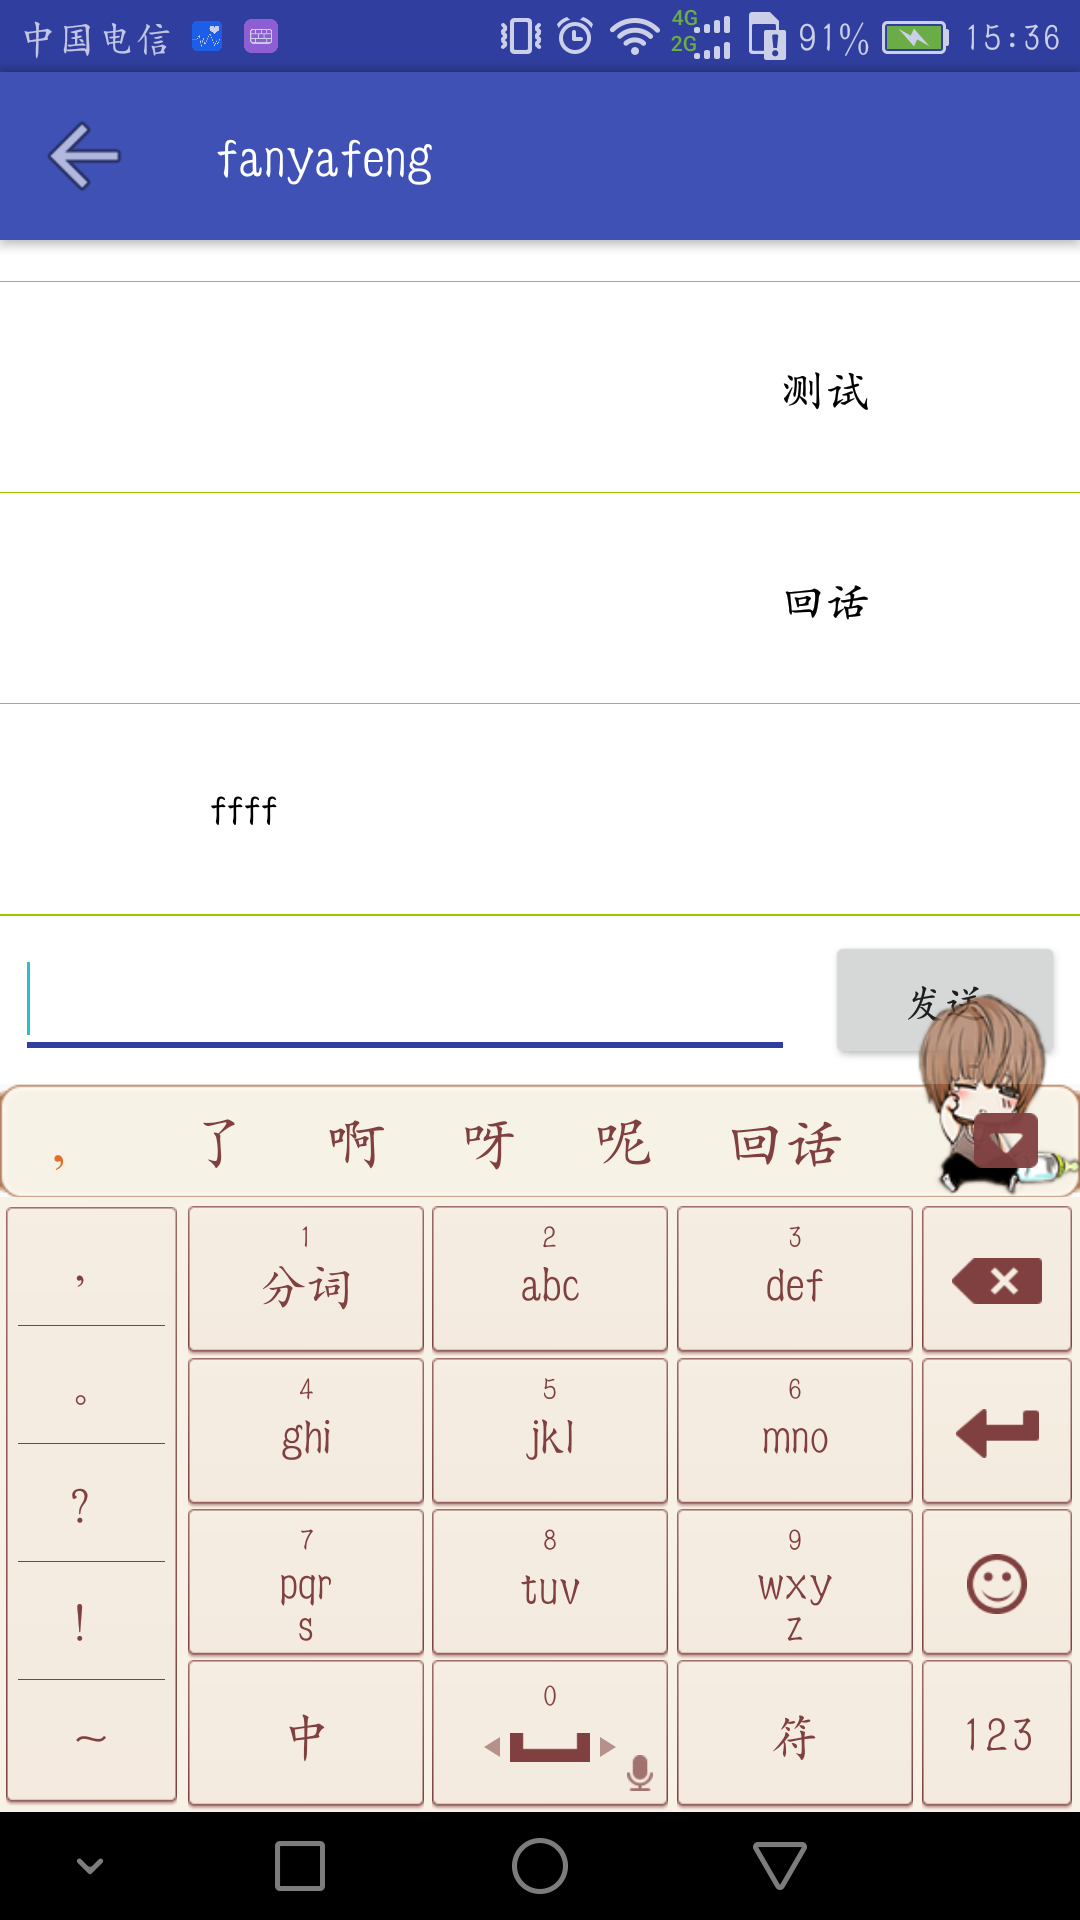 中国电信 4G 2G 91% 15:36
fanyafeng
测试
回话
ffff
发送
， 了 啊 呀 呢 回话
， 1 2 3
分词 abc def
。 4 5 6
ghi jkl mno
? 7 8 9
pqrs tuv wxyz
! 0
~ 中 符 123